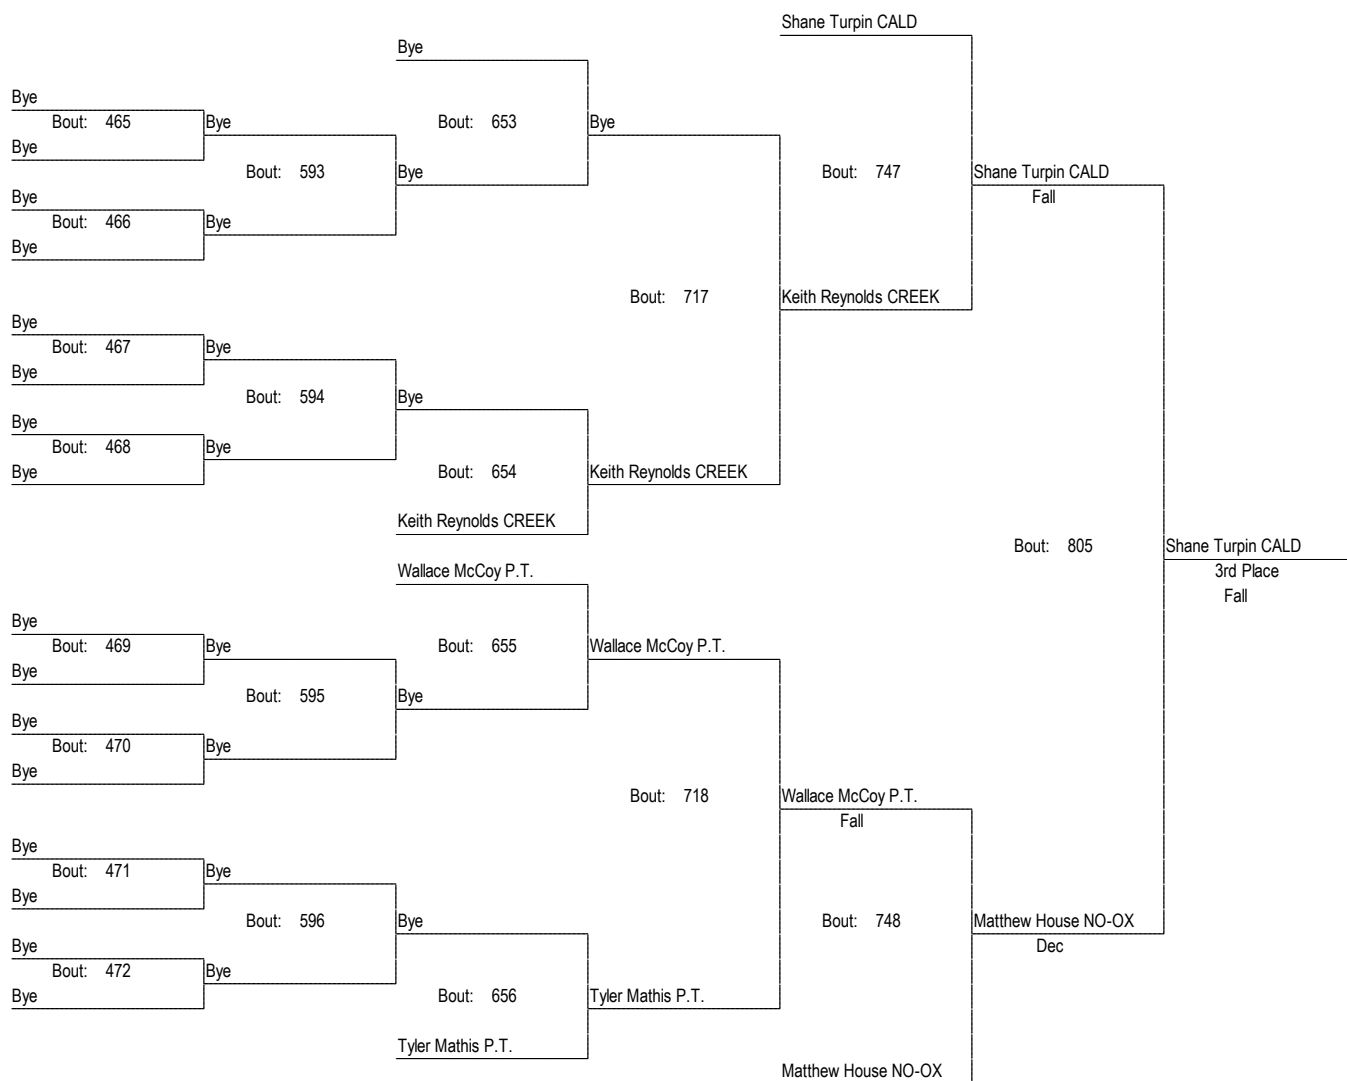 Shane Turpin CALD
Bye
Bye
Bout: 465
Bye
Bout: 653
Bye
Bye
Bout: 593
Bye
Bout: 747
Shane Turpin CALD
Bye
Fall
Bout: 466
Bye
Bye
Bout: 717
Keith Reynolds CREEK
Bye
Bout: 467
Bye
Bye
Bout: 594
Bye
Bye
Bout: 468
Bye
Bye
Bout: 654
Keith Reynolds CREEK
Keith Reynolds CREEK
Bout: 805
Shane Turpin CALD
Wallace McCoy P.T.
3rd Place
Fall
Bye
Bout: 469
Bye
Bout: 655
Wallace McCoy P.T.
Bye
Bout: 595
Bye
Bye
Bout: 470
Bye
Bye
Bout: 718
Wallace McCoy P.T.
Fall
Bye
Bout: 471
Bye
Bye
Bout: 596
Bye
Bout: 748
Matthew House NO-OX
Bye
Dec
Bout: 472
Bye
Bye
Bout: 656
Tyler Mathis P.T.
Tyler Mathis P.T.
Matthew House NO-OX